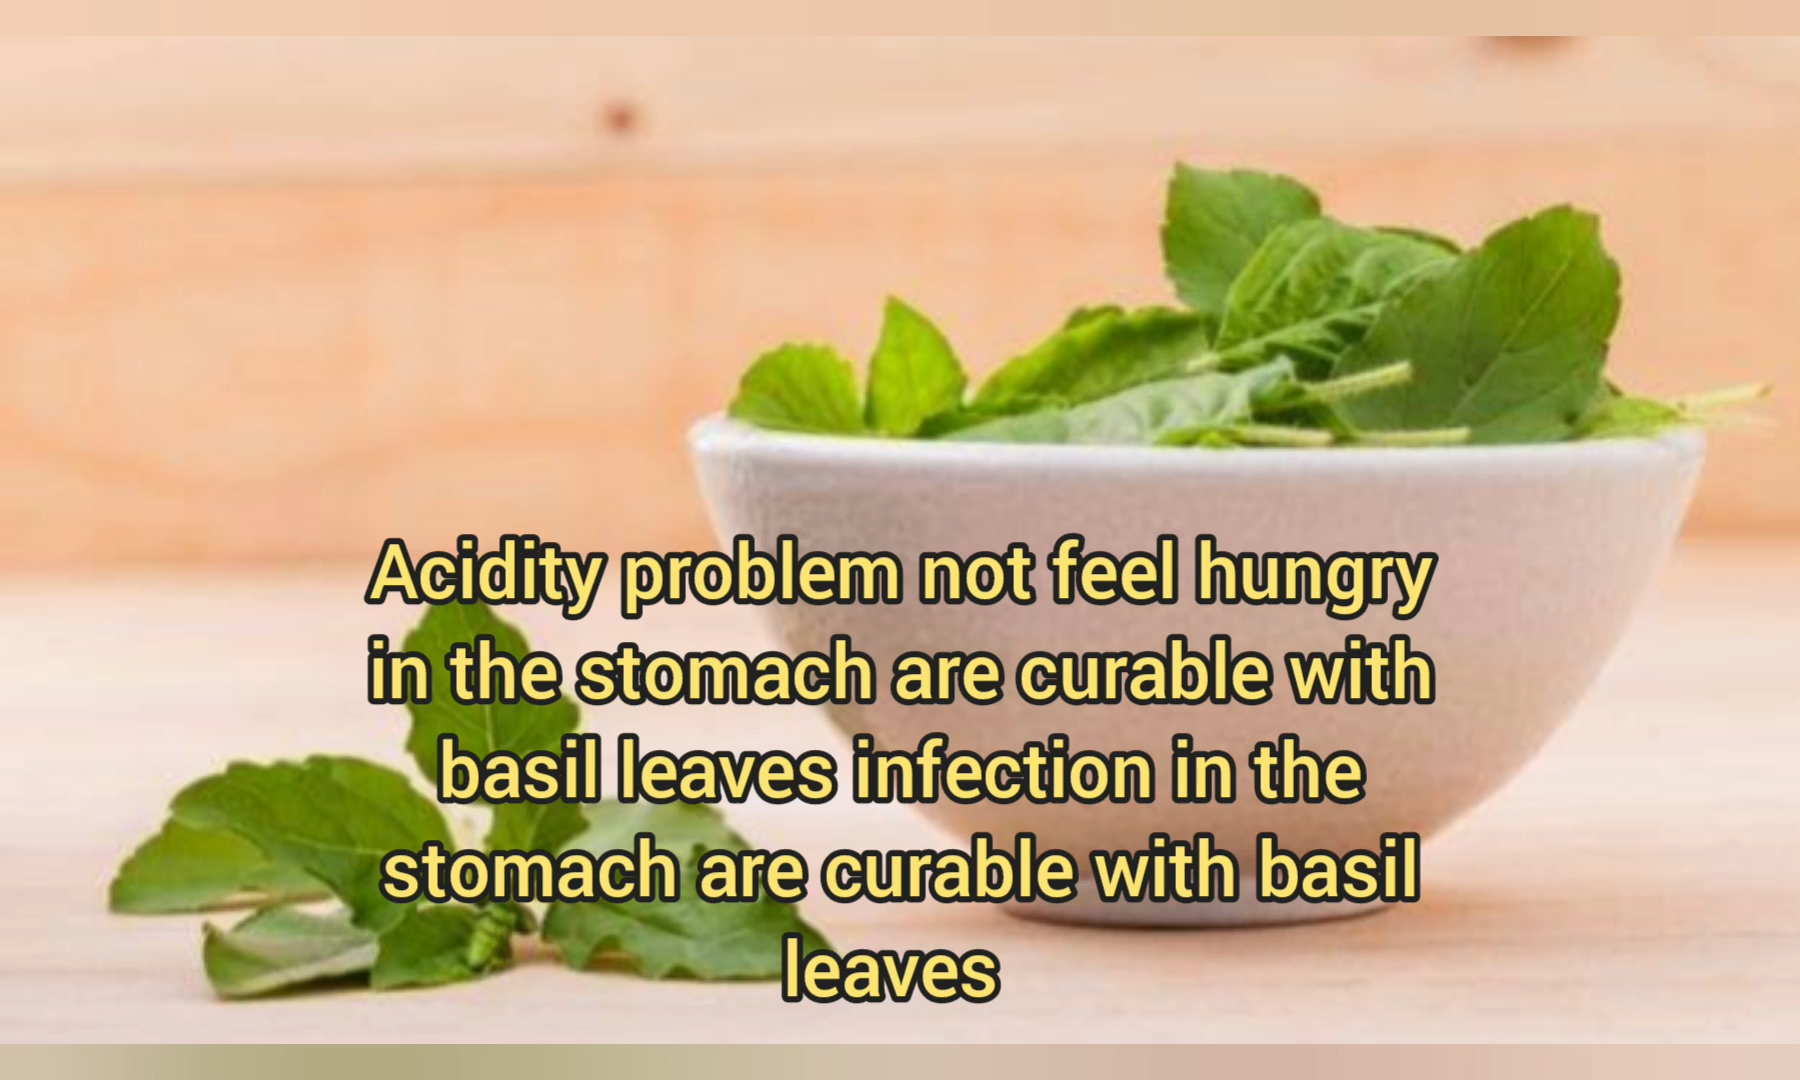 Acidity problem not feel hungry
in the stomach are curable with
basil leaves infection in the
stomach are curable with basil
leaves